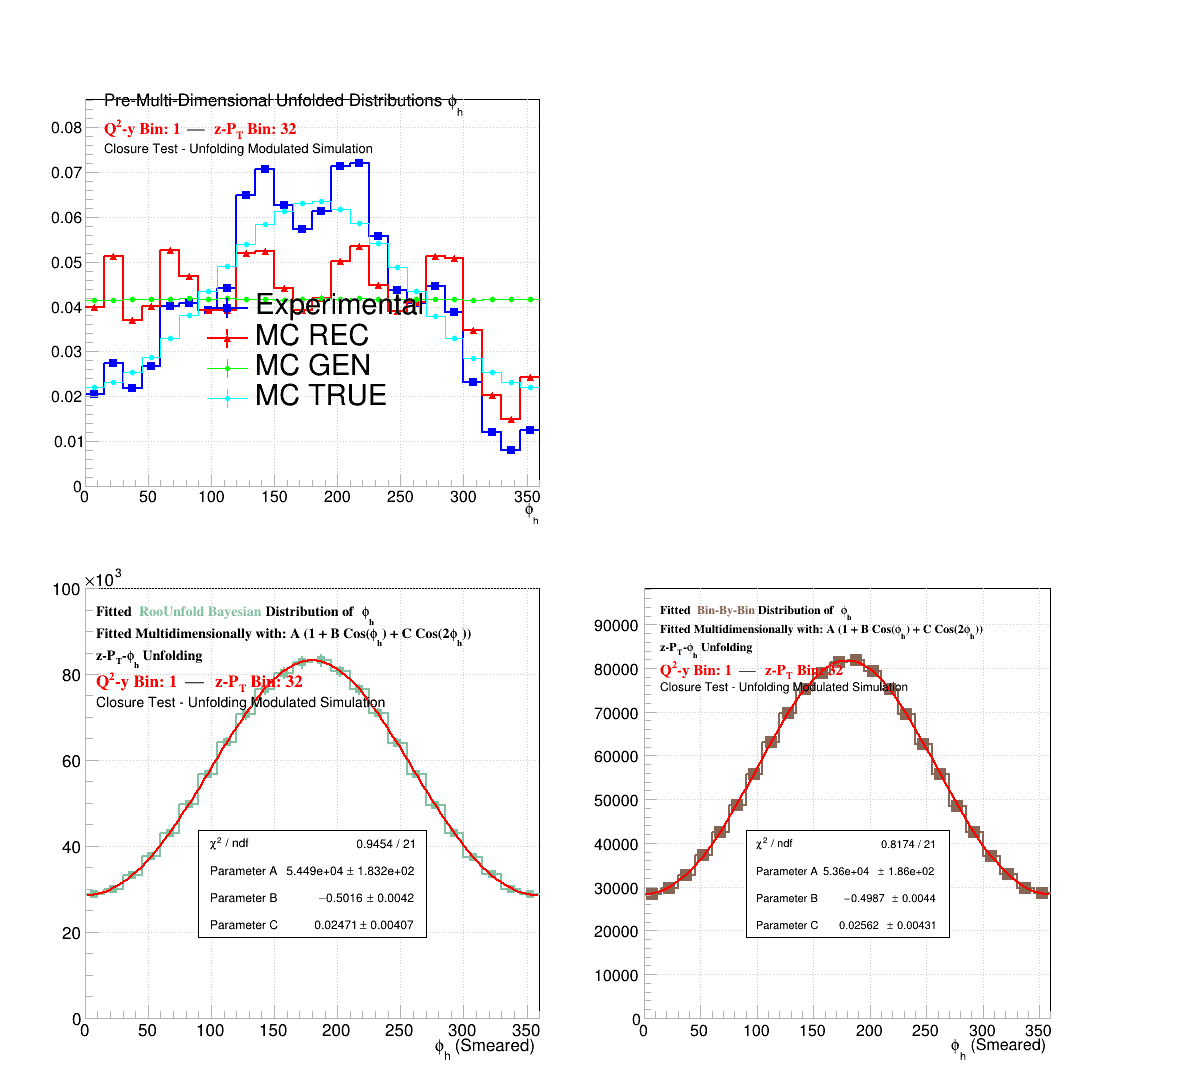 Pre-Multi-Dimensional Unfolded Distributions ϕh
Q2-y Bin: 1 — z-PT Bin: 32
Closure Test - Unfolding Modulated Simulation
0.08
0.07
0.06
0.05
0.04
0.03
0.02
0.01
0
Experimental
MC REC
MC GEN
MC TRUE
0 50 100 150 200 250 300 350
ϕh
×10^3
100
80
60
40
20
0
Fitted RooUnfold Bayesian Distribution of ϕh
Fitted Multidimensionally with: A (1 + B Cos(ϕh) + C Cos(2ϕh))
z-PT-ϕh Unfolding
Q2-y Bin: 1 — z-PT Bin: 32
Closure Test - Unfolding Modulated Simulation
χ2 / ndf 0.9454 / 21
Parameter A 5.449e+04 ± 1.832e+02
Parameter B −0.5016 ± 0.0042
Parameter C 0.02471 ± 0.00407
0 50 100 150 200 250 300 350
ϕh (Smeared)
90000
80000
70000
60000
50000
40000
30000
20000
10000
0
Fitted Bin-By-Bin Distribution of ϕh
Fitted Multidimensionally with: A (1 + B Cos(ϕh) + C Cos(2ϕh))
z-PT-ϕh Unfolding
Q2-y Bin: 1 — z-PT Bin: 32
Closure Test - Unfolding Modulated Simulation
χ2 / ndf 0.8174 / 21
Parameter A 5.36e+04 ± 1.86e+02
Parameter B −0.4987 ± 0.0044
Parameter C 0.02562 ± 0.00431
0 50 100 150 200 250 300 350
ϕh (Smeared)